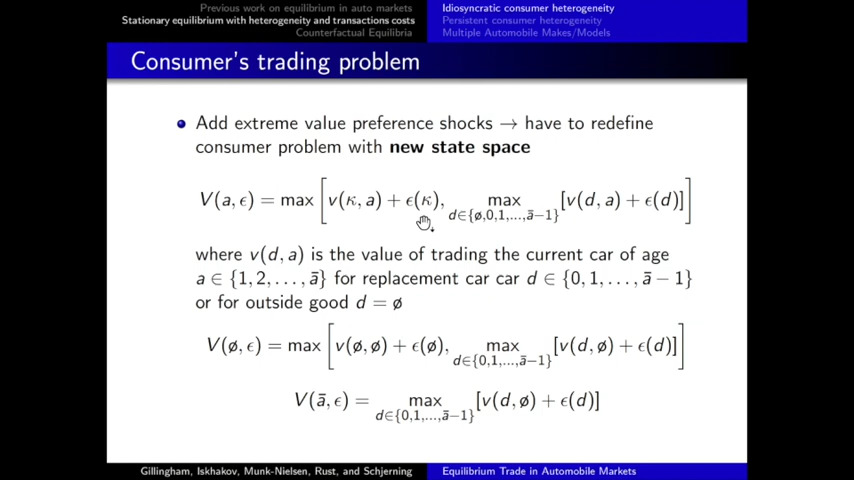 Previous work on equilibrium in auto markets
Stationary equilibrium with heterogeneity and transactions costs
Counterfactual Equilibria
Idiosyncratic consumer heterogeneity
Persistent consumer heterogeneity
Multiple Automobile Makes/Models
Consumer's trading problem
Add extreme value preference shocks → have to redefine
consumer problem with new state space
V(a, ϵ) = max [v(κ, a) + ϵ(κ), max d∈{ø,0,1,...,ā−1} [v(d, a) + ϵ(d)]]
where v(d, a) is the value of trading the current car of age
a ∈ {1, 2, . . . , ā} for replacement car car d ∈ {0, 1, . . . , ā − 1}
or for outside good d = ø
V(ø, ϵ) = max [v(ø, ø) + ϵ(ø), max d∈{0,1,...,ā−1} [v(d, ø) + ϵ(d)]]
V(ā, ϵ) = max d∈{0,1,...,ā−1} [v(d, ø) + ϵ(d)]
Gillingham, Iskhakov, Munk-Nielsen, Rust, and Schjerning
Equilibrium Trade in Automobile Markets